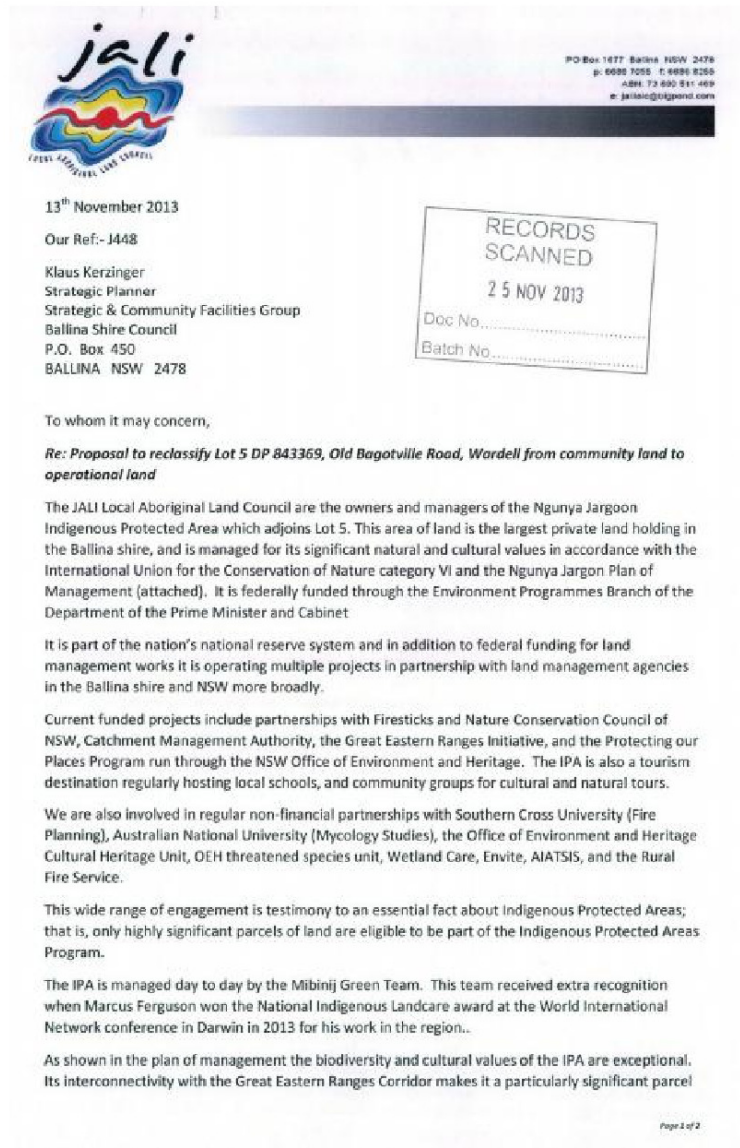 jali
LOCAL ABORIGINAL LAND COUNCIL
PO Box 1677 Ballina NSW 2478
p: 6686 7055 f: 6686 8255
ABN: 73 692 511 469
e: jalilalc@bigpond.com
13th November 2013
Our Ref:- J448
Klaus Kerzinger
Strategic Planner
Strategic & Community Facilities Group
Ballina Shire Council
P.O. Box 450
BALLINA NSW 2478
RECORDS
SCANNED
25 NOV 2013
Doc No.
Batch No.
To whom it may concern,
Re: Proposal to reclassify Lot 5 DP 843369, Old Bagotville Road, Wardell from community land to
operational land
The JALI Local Aboriginal Land Council are the owners and managers of the Ngunya Jargoon
Indigenous Protected Area which adjoins Lot 5. This area of land is the largest private land holding in
the Ballina shire, and is managed for its significant natural and cultural values in accordance with the
International Union for the Conservation of Nature category VI and the Ngunya Jargon Plan of
Management (attached). It is federally funded through the Environment Programmes Branch of the
Department of the Prime Minister and Cabinet
It is part of the nation's national reserve system and in addition to federal funding for land
management works it is operating multiple projects in partnership with land management agencies
in the Ballina shire and NSW more broadly.
Current funded projects include partnerships with Firesticks and Nature Conservation Council of
NSW, Catchment Management Authority, the Great Eastern Ranges Initiative, and the Protecting our
Places Program run through the NSW Office of Environment and Heritage. The IPA is also a tourism
destination regularly hosting local schools, and community groups for cultural and natural tours.
We are also involved in regular non-financial partnerships with Southern Cross University (Fire
Planning), Australian National University (Mycology Studies), the Office of Environment and Heritage
Cultural Heritage Unit, OEH threatened species unit, Wetland Care, Envite, AIATSIS, and the Rural
Fire Service.
This wide range of engagement is testimony to an essential fact about Indigenous Protected Areas;
that is, only highly significant parcels of land are eligible to be part of the Indigenous Protected Areas
Program.
The IPA is managed day to day by the Mibinij Green Team. This team received extra recognition
when Marcus Ferguson won the National Indigenous Landcare award at the World International
Network conference in Darwin in 2013 for his work in the region..
As shown in the plan of management the biodiversity and cultural values of the IPA are exceptional.
Its interconnectivity with the Great Eastern Ranges Corridor makes it a particularly significant parcel
Page 1 of 2